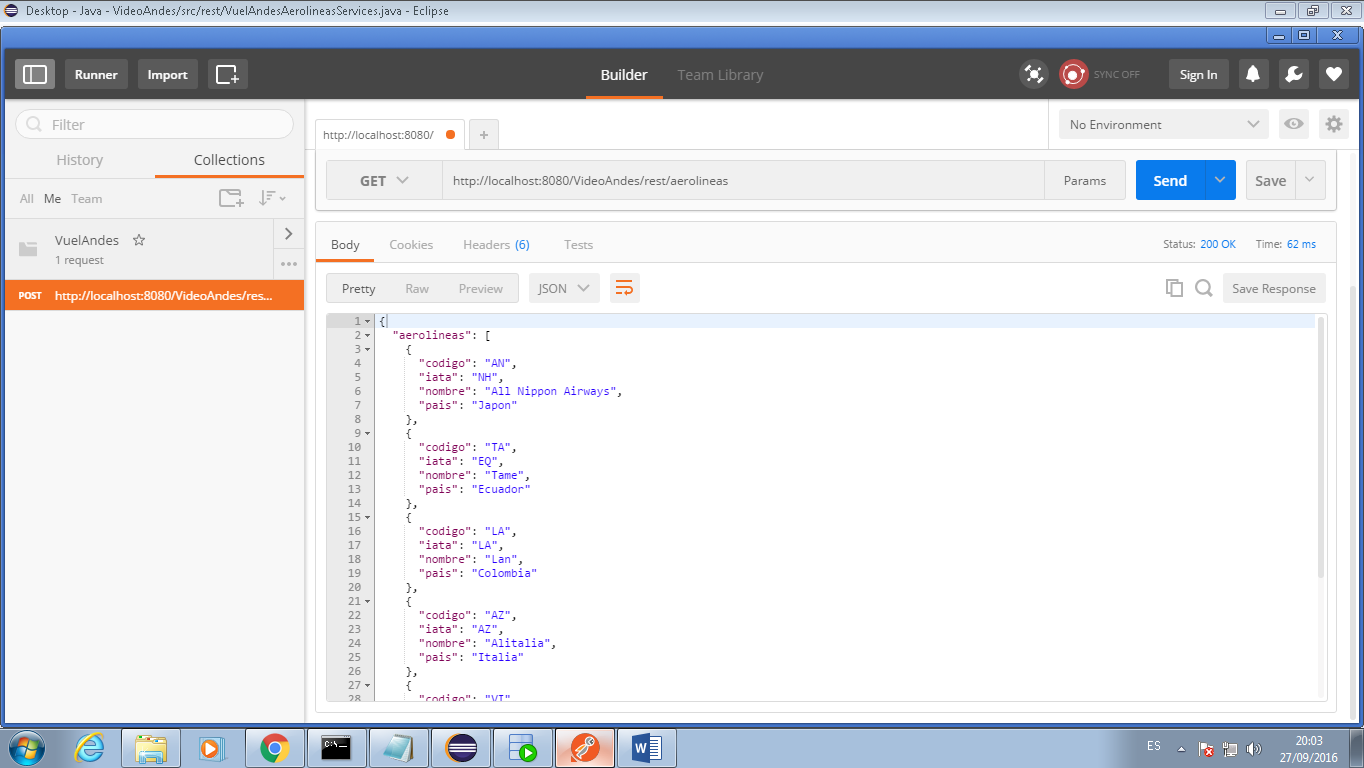 Desktop - Java - VideoAndes/src/rest/VuelAndesAerolineasServices.java - Eclipse
Runner Import Builder Team Library SYNC OFF Sign In
Filter
History Collections
All Me Team
VuelAndes
1 request
POST http://localhost:8080/VideoAndes/res...
http://localhost:8080/ + No Environment
GET http://localhost:8080/VideoAndes/rest/aerolineas Params Send Save
Body Cookies Headers (6) Tests Status: 200 OK Time: 62 ms
Pretty Raw Preview JSON Save Response
1 {
2 "aerolineas": [
3 {
4 "codigo": "AN",
5 "iata": "NH",
6 "nombre": "All Nippon Airways",
7 "pais": "Japon"
8 },
9 {
10 "codigo": "TA",
11 "iata": "EQ",
12 "nombre": "Tame",
13 "pais": "Ecuador"
14 },
15 {
16 "codigo": "LA",
17 "iata": "LA",
18 "nombre": "Lan",
19 "pais": "Colombia"
20 },
21 {
22 "codigo": "AZ",
23 "iata": "AZ",
24 "nombre": "Alitalia",
25 "pais": "Italia"
26 },
27 {
28 "codigo": "VI"
C:\.
ES
20:03
27/09/2016